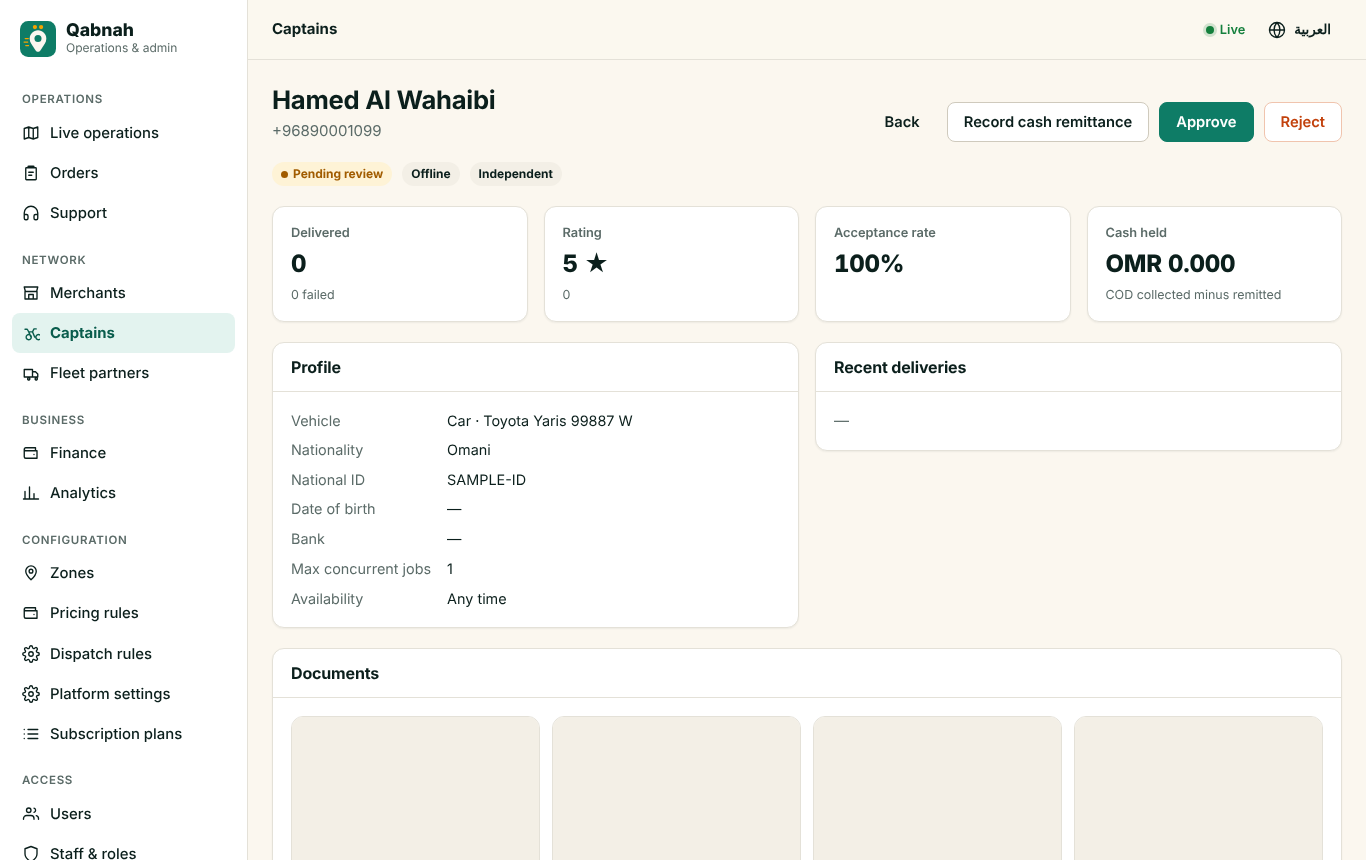 Qabnah
Operations & admin
OPERATIONS
Live operations
Orders
Support
NETWORK
Merchants
Captains
Fleet partners
BUSINESS
Finance
Analytics
CONFIGURATION
Zones
Pricing rules
Dispatch rules
Platform settings
Subscription plans
ACCESS
Users
Staff & roles
Captains
Live
العربية
Hamed Al Wahaibi
+96890001099
Back
Record cash remittance
Approve
Reject
Pending review
Offline
Independent
Delivered
0
0 failed
Rating
5 ★
0
Acceptance rate
100%
Cash held
OMR 0.000
COD collected minus remitted
Profile
Vehicle Car · Toyota Yaris 99887 W
Nationality Omani
National ID SAMPLE-ID
Date of birth —
Bank —
Max concurrent jobs 1
Availability Any time
Recent deliveries
—
Documents